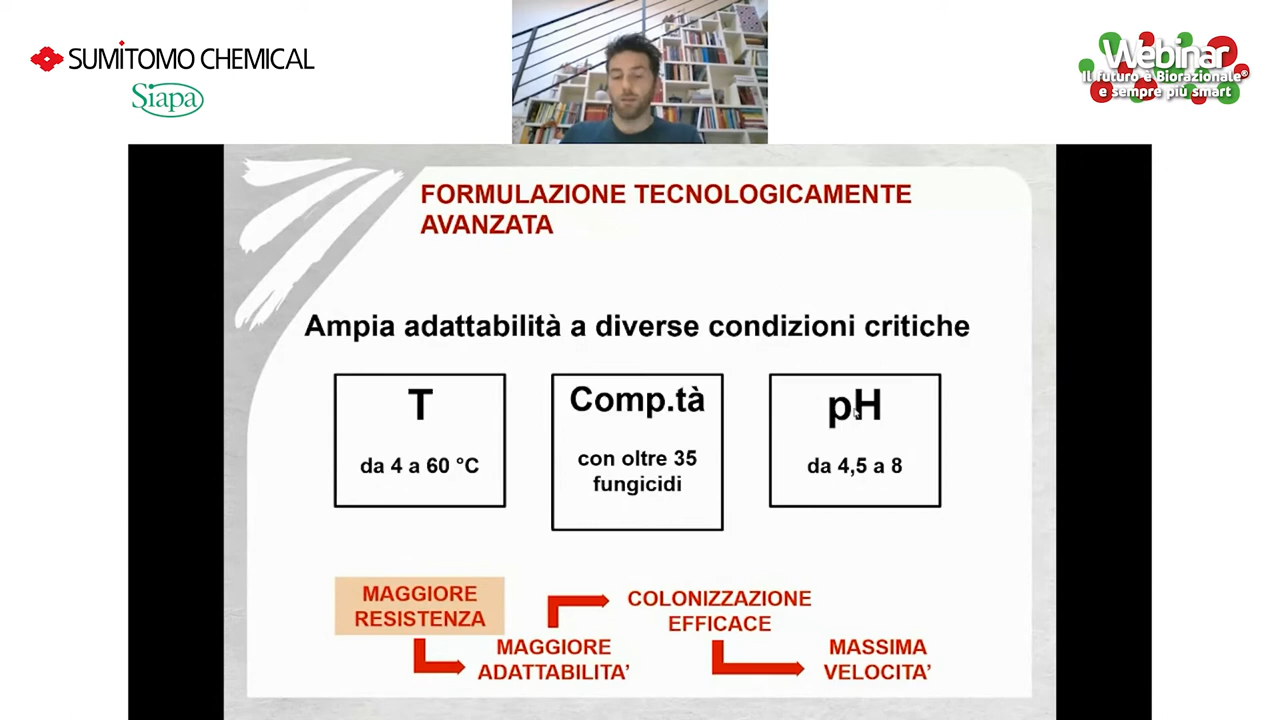 SUMITOMO CHEMICAL
Siapa
Webinar
Il futuro è Biorazionale®
e sempre più smart
FORMULAZIONE TECNOLOGICAMENTE
AVANZATA
Ampia adattabilità a diverse condizioni critiche
T
da 4 a 60 °C
Comp.tà
con oltre 35
fungicidi
pH
da 4,5 a 8
MAGGIORE
RESISTENZA
MAGGIORE
ADATTABILITA’
COLONIZZAZIONE
EFFICACE
MASSIMA
VELOCITA’